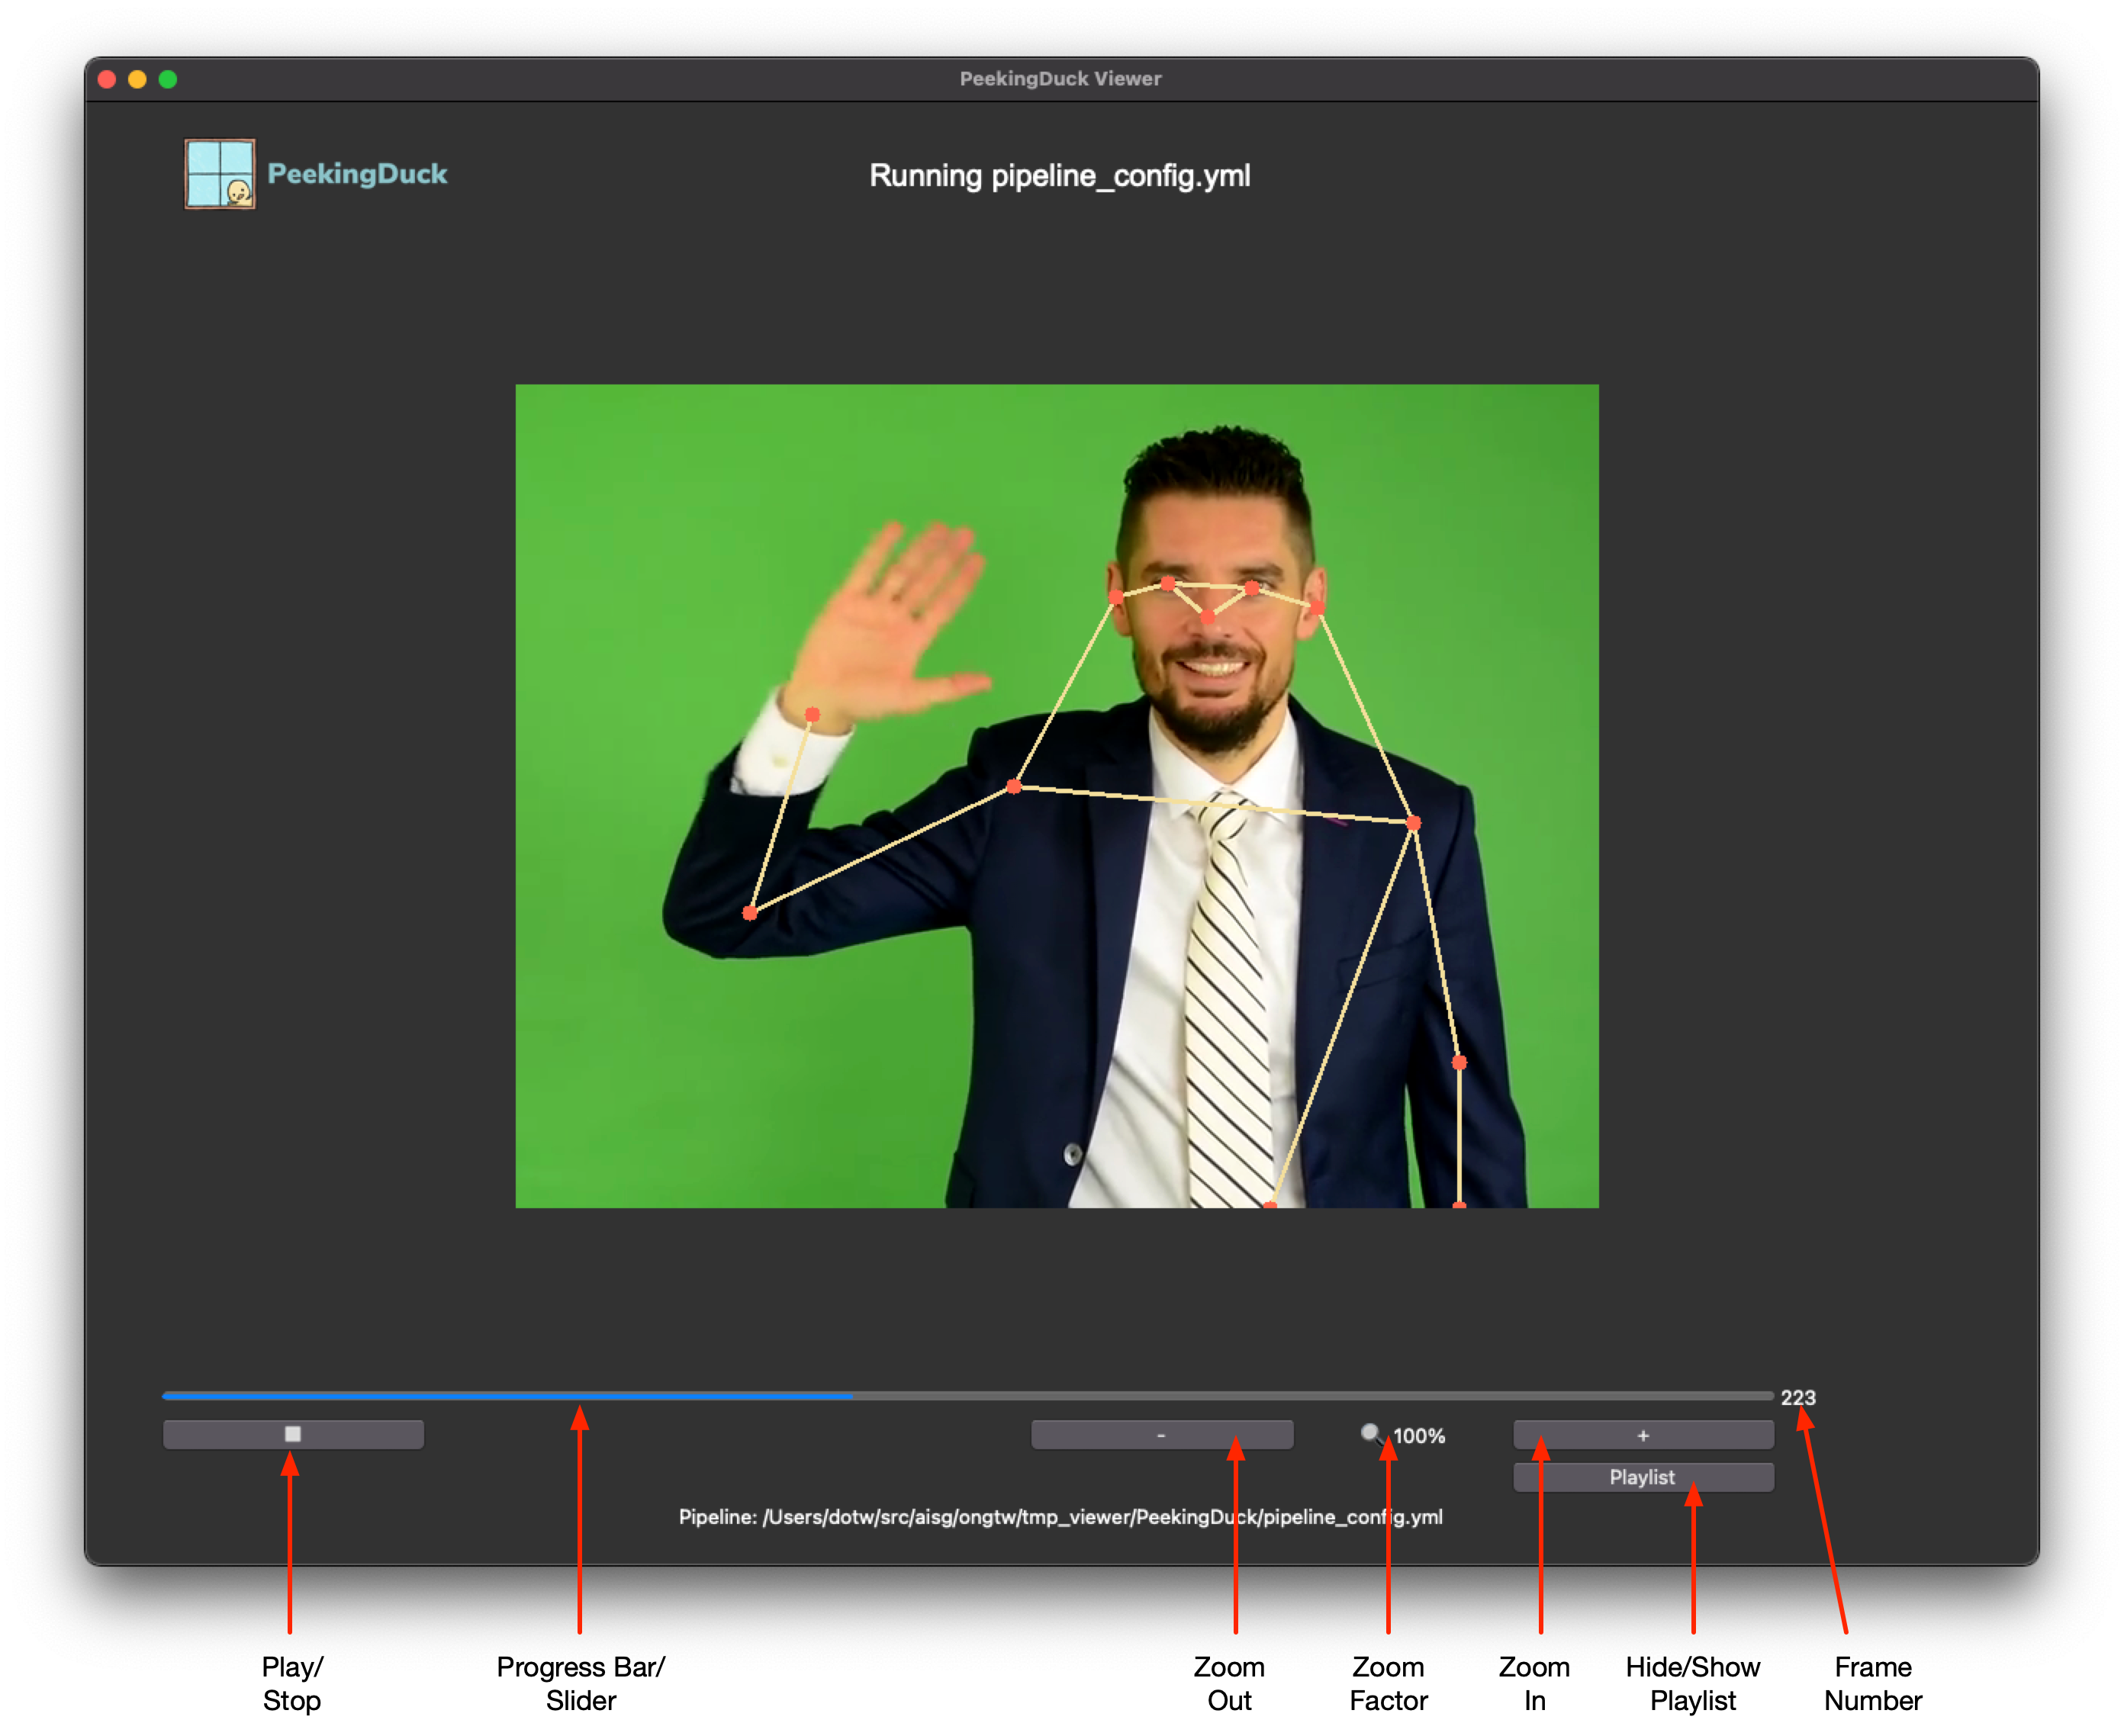 PeekingDuck Viewer
PeekingDuck
Running pipeline_config.yml
223
-
100%
+
Playlist
Pipeline: /Users/dotw/src/aisg/ongtw/tmp_viewer/PeekingDuck/pipeline_config.yml
Play/
Stop
Progress Bar/
Slider
Zoom
Out
Zoom
Factor
Zoom
In
Hide/Show
Playlist
Frame
Number